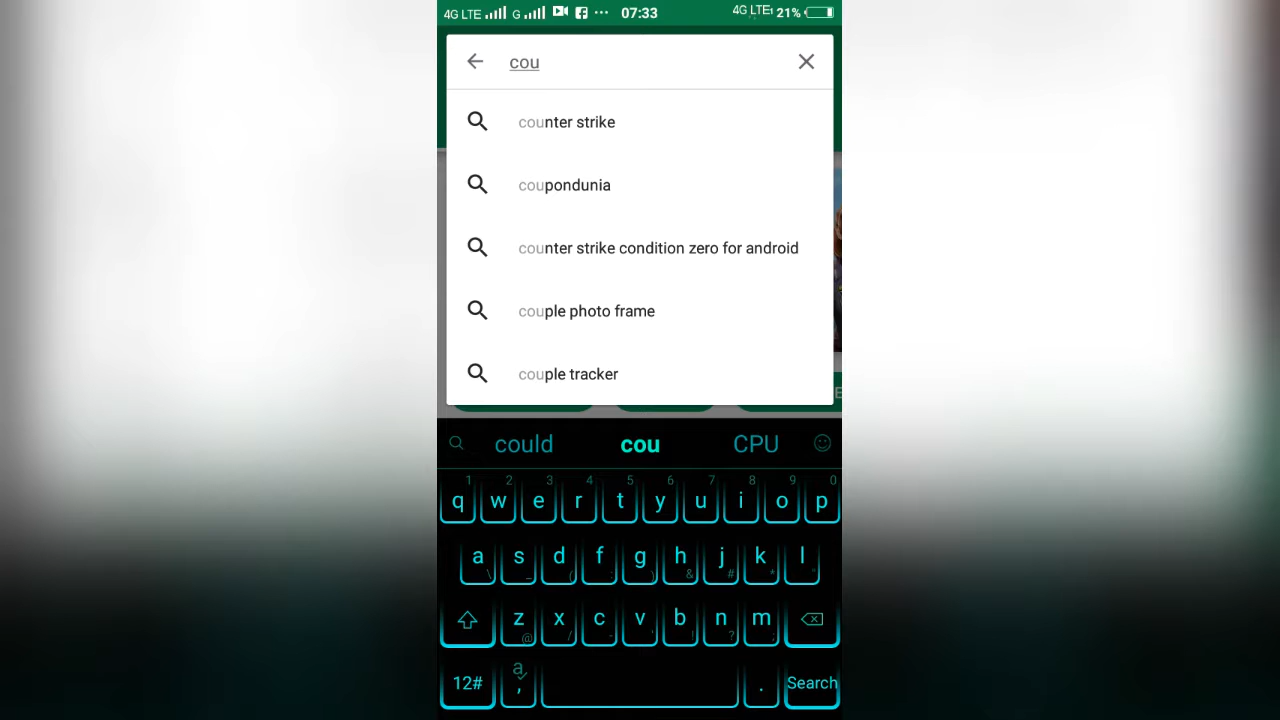 4G LTE G ... 07:33 4G LTE 21%
cou
counter strike
coupondunia
counter strike condition zero for android
couple photo frame
couple tracker
E
could cou CPU
1 2 3 4 5 6 7 8 9 0
q w e r t y u i o p
a s d f g h j k l
\ _ ( : ) & # * "
z x c v b n m
@ / - ' ! ? ;
12# a , . Search